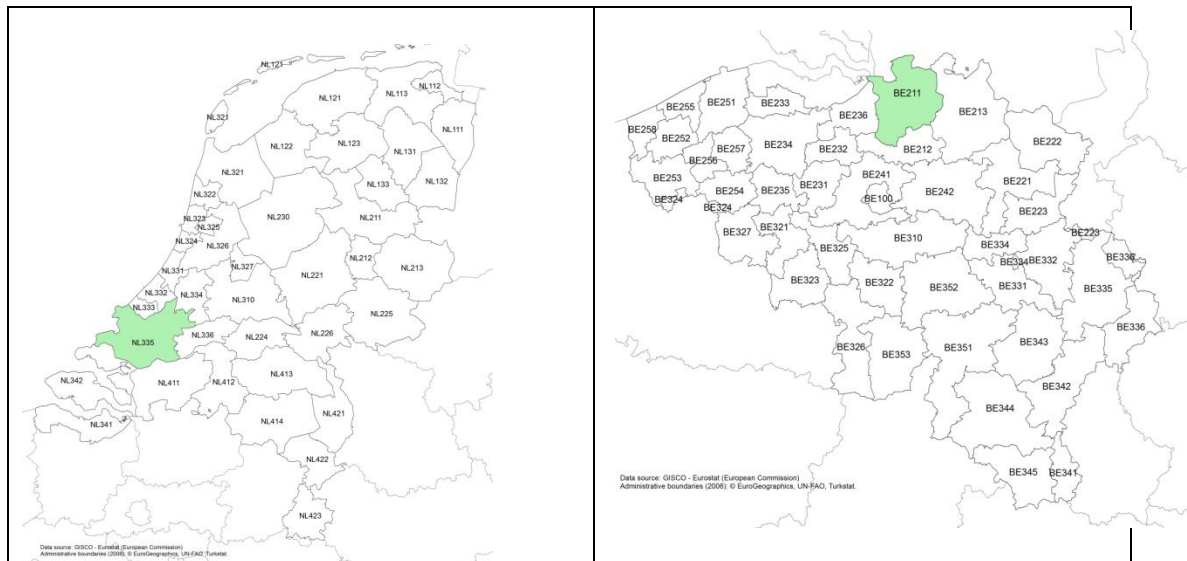 NL121
NL121
NL113
NL112
NL321
NL111
NL122
NL123
NL131
NL321
NL133
NL132
NL322
NL230
NL211
NL323
NL325
NL324
NL326
NL212
NL213
NL331
NL327
NL221
NL332
NL334
NL310
NL333
NL225
NL335
NL336
NL224
NL226
NL342
NL411
NL412
NL413
NL341
NL414
NL421
NL422
NL423
Data source: GISCO - Eurostat (European Commission)
Administrative boundaries (2006): © EuroGeographics, UN-FAO, Turkstat.
BE211
BE255
BE251
BE233
BE236
BE213
BE258
BE252
BE257
BE234
BE232
BE212
BE222
BE256
BE253
BE254
BE235
BE231
BE241
BE242
BE221
BE324
BE324
BE100
BE223
BE327
BE321
BE325
BE310
BE334
BE223
BE334
BE332
BE336
BE323
BE322
BE352
BE331
BE335
BE326
BE353
BE351
BE343
BE336
BE342
BE344
BE345
BE341
Data source: GISCO - Eurostat (European Commission)
Administrative boundaries (2006): © EuroGeographics, UN-FAO, Turkstat.